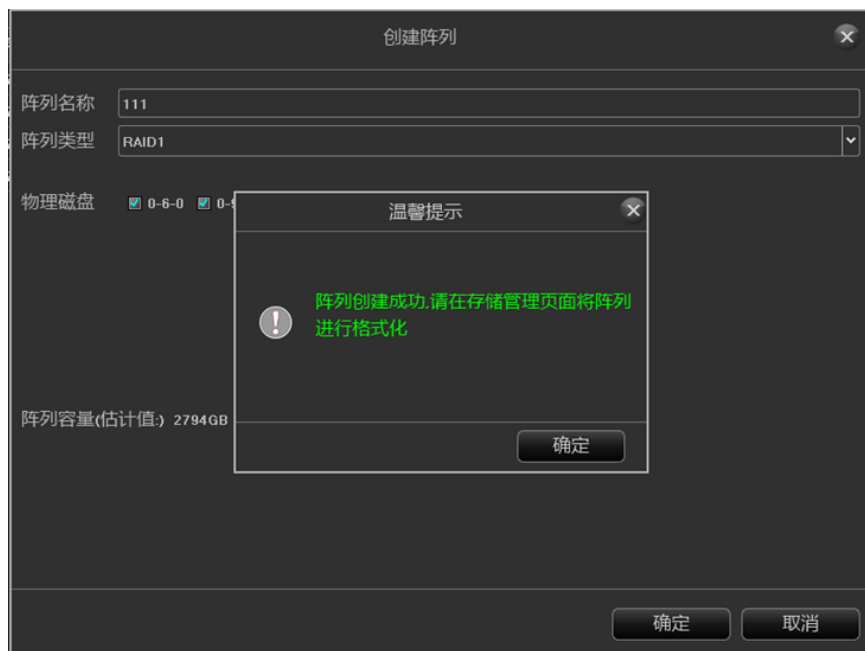 创建阵列
阵列名称 111
阵列类型 RAID1
物理磁盘 0-6-0
温馨提示
阵列创建成功,请在存储管理页面将阵列
进行格式化
阵列容量(估计值:) 2794GB
确定
确定 取消